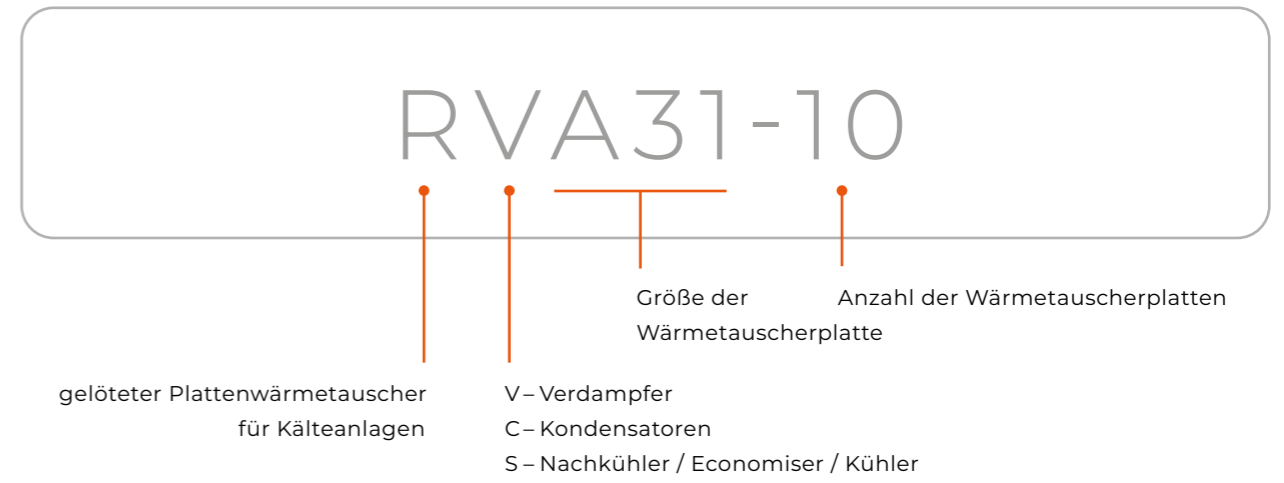 RVA31-10
Größe der
Wärmetauscherplatte
Anzahl der Wärmetauscherplatten
gelöteter Plattenwärmetauscher
für Kälteanlagen
V – Verdampfer
C – Kondensatoren
S – Nachkühler / Economiser / Kühler